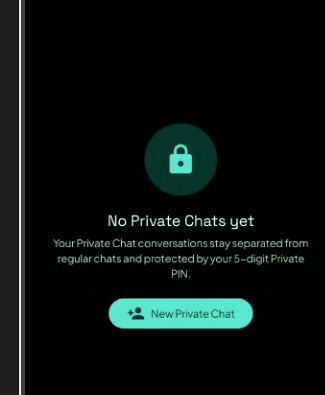 No Private Chats yet
Your Private Chat conversations stay separated from
regular chats and protected by your 5-digit Private
PIN.
New Private Chat